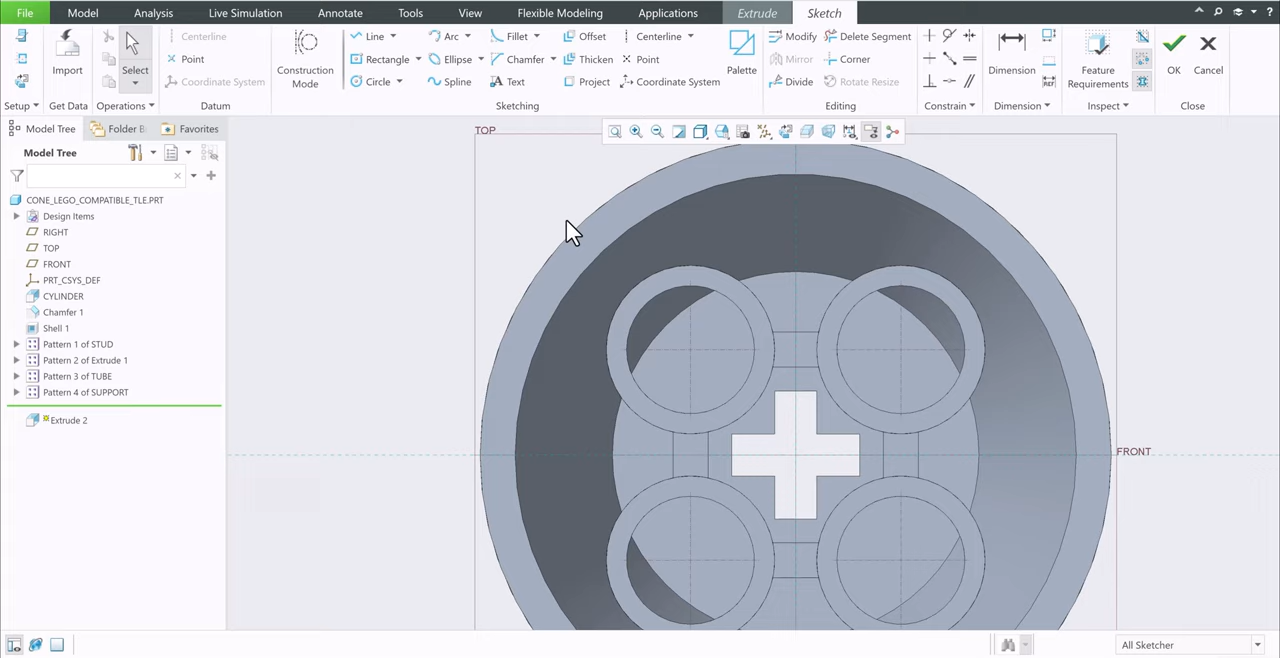 File Model Analysis Live Simulation Annotate Tools View Flexible Modeling Applications Extrude Sketch
Centerline Line Arc Fillet Offset Centerline Modify Delete Segment
Point Rectangle Ellipse Chamfer Thicken Point Mirror Corner
Import Select Coordinate System Construction Mode Circle Spline Text Project Coordinate System Palette Divide Rotate Resize Dimension Feature Requirements OK Cancel
Setup Get Data Operations Datum Sketching Editing Constrain Dimension Inspect Close
Model Tree Folder B Favorites
TOP
Model Tree
CONE_LEGO_COMPATIBLE_TLE.PRT
Design Items
RIGHT
TOP
FRONT
PRT_CSYS_DEF
CYLINDER
Chamfer 1
Shell 1
Pattern 1 of STUD
Pattern 2 of Extrude 1
Pattern 3 of TUBE
Pattern 4 of SUPPORT
Extrude 2
FRONT
All Sketcher